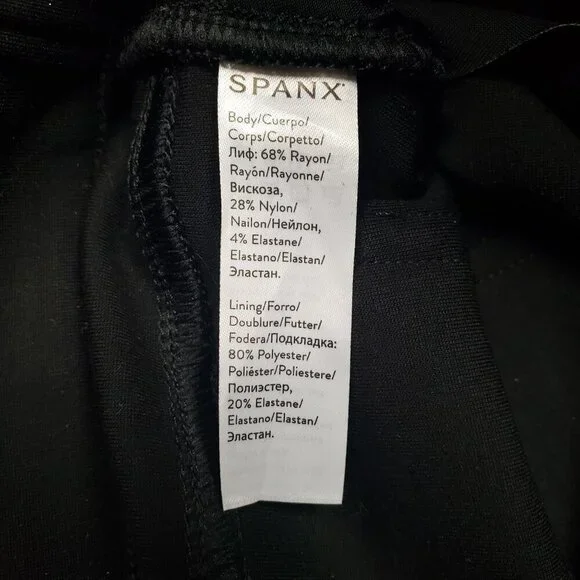 SPANX
Body/Cuerpo/
Corps/Corpetto/
Лиф: 68% Rayon/
Rayón/Rayonne/
Вискоза,
28% Nylon/
Nailon/Нейлон,
4% Elastane/
Elastano/Elastan/
Эластан.
Lining/Forro/
Doublure/Futter/
Fodera/Подкладка:
80% Polyester/
Poliéster/Poliestere/
Полиэстер,
20% Elastane/
Elastano/Elastan/
Эластан.